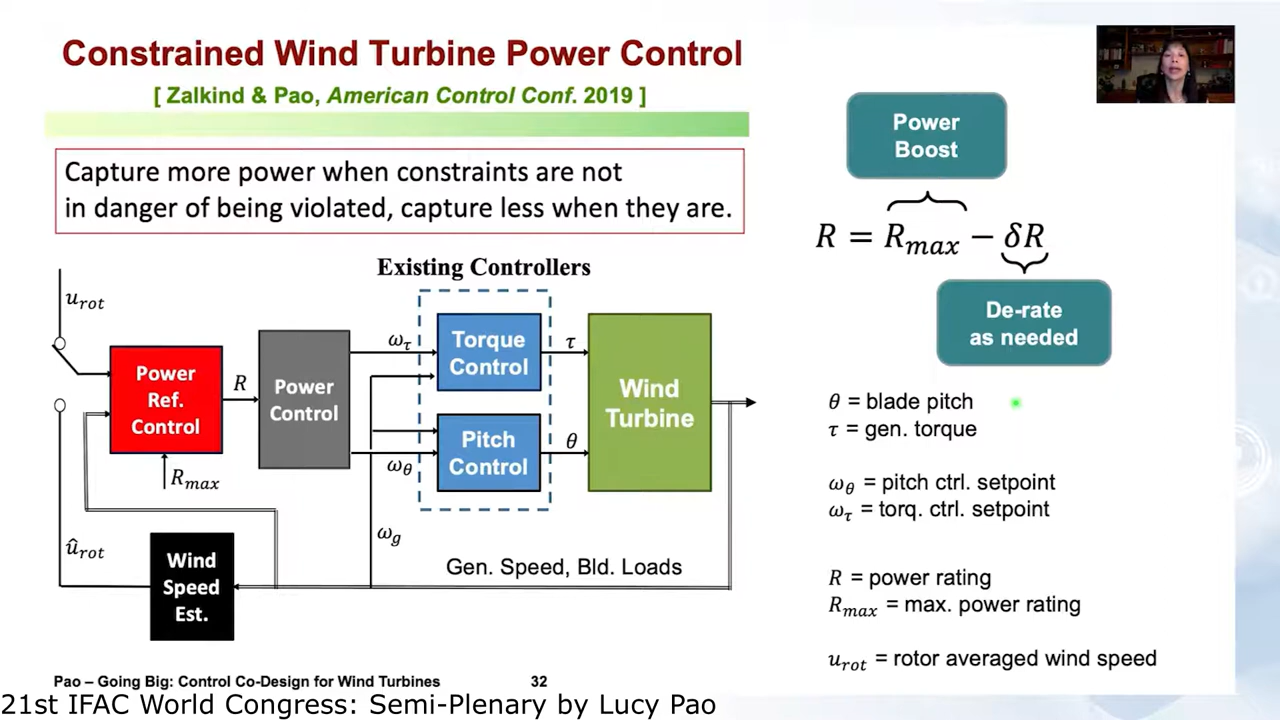 Constrained Wind Turbine Power Control
[ Zalkind & Pao, American Control Conf. 2019 ]
Capture more power when constraints are not
in danger of being violated, capture less when they are.
Power
Boost
R = R_max − δR
De-rate
as needed
Existing Controllers
u_rot
Power
Ref.
Control
R
Power
Control
ω_τ
Torque
Control
τ
Wind
Turbine
Pitch
Control
θ
ω_θ
R_max
ω_g
û_rot
Wind
Speed
Est.
Gen. Speed, Bld. Loads
θ = blade pitch
τ = gen. torque
ω_θ = pitch ctrl. setpoint
ω_τ = torq. ctrl. setpoint
R = power rating
R_max = max. power rating
u_rot = rotor averaged wind speed
Pao – Going Big: Control Co-Design for Wind Turbines 32
21st IFAC World Congress: Semi-Plenary by Lucy Pao